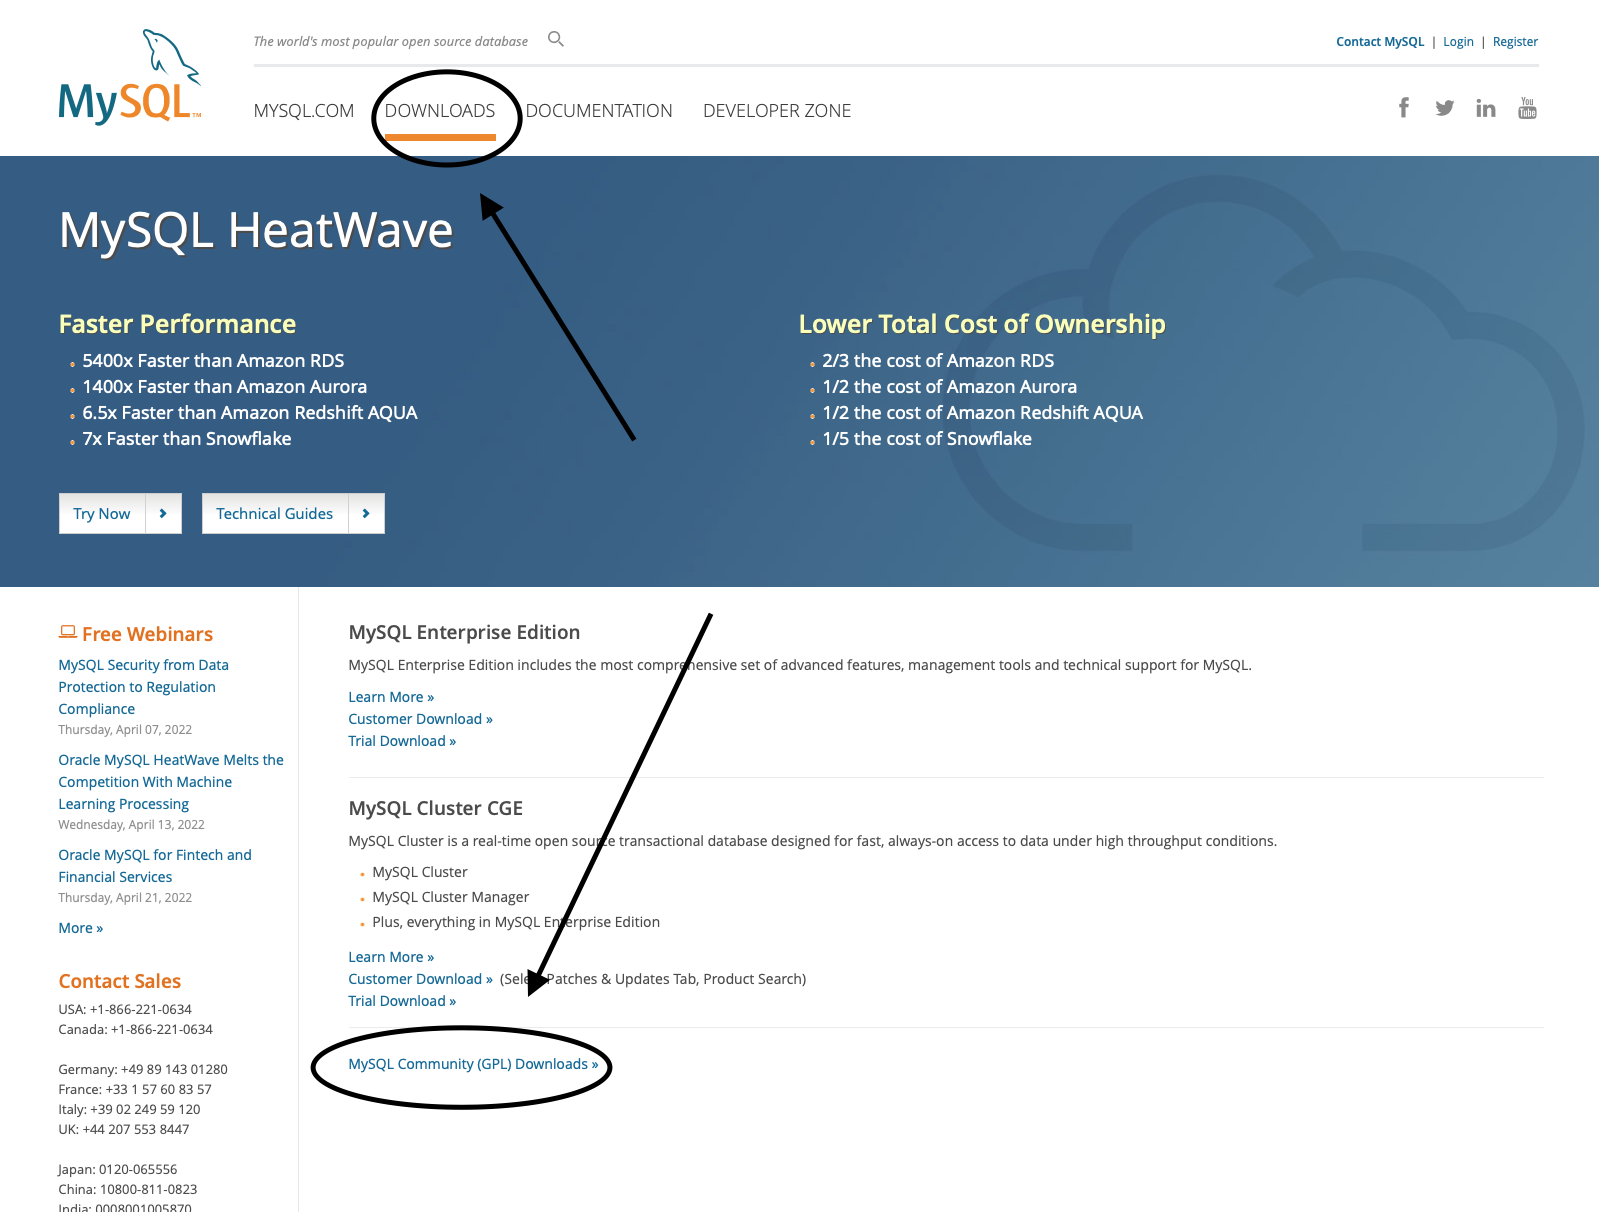 The world's most popular open source database
Contact MySQL | Login | Register
MySQL™
MYSQL.COM DOWNLOADS DOCUMENTATION DEVELOPER ZONE
You
Tube
MySQL HeatWave
Faster Performance
5400x Faster than Amazon RDS
1400x Faster than Amazon Aurora
6.5x Faster than Amazon Redshift AQUA
7x Faster than Snowflake
Lower Total Cost of Ownership
2/3 the cost of Amazon RDS
1/2 the cost of Amazon Aurora
1/2 the cost of Amazon Redshift AQUA
1/5 the cost of Snowflake
Try Now
Technical Guides
Free Webinars
MySQL Security from Data
Protection to Regulation
Compliance
Thursday, April 07, 2022
Oracle MySQL HeatWave Melts the
Competition With Machine
Learning Processing
Wednesday, April 13, 2022
Oracle MySQL for Fintech and
Financial Services
Thursday, April 21, 2022
More »
Contact Sales
USA: +1-866-221-0634
Canada: +1-866-221-0634
Germany: +49 89 143 01280
France: +33 1 57 60 83 57
Italy: +39 02 249 59 120
UK: +44 207 553 8447
Japan: 0120-065556
China: 10800-811-0823
India: 0008001005870
MySQL Enterprise Edition
MySQL Enterprise Edition includes the most comprehensive set of advanced features, management tools and technical support for MySQL.
Learn More »
Customer Download »
Trial Download »
MySQL Cluster CGE
MySQL Cluster is a real-time open source transactional database designed for fast, always-on access to data under high throughput conditions.
MySQL Cluster
MySQL Cluster Manager
Plus, everything in MySQL Enterprise Edition
Learn More »
Customer Download » (Select Patches & Updates Tab, Product Search)
Trial Download »
MySQL Community (GPL) Downloads »